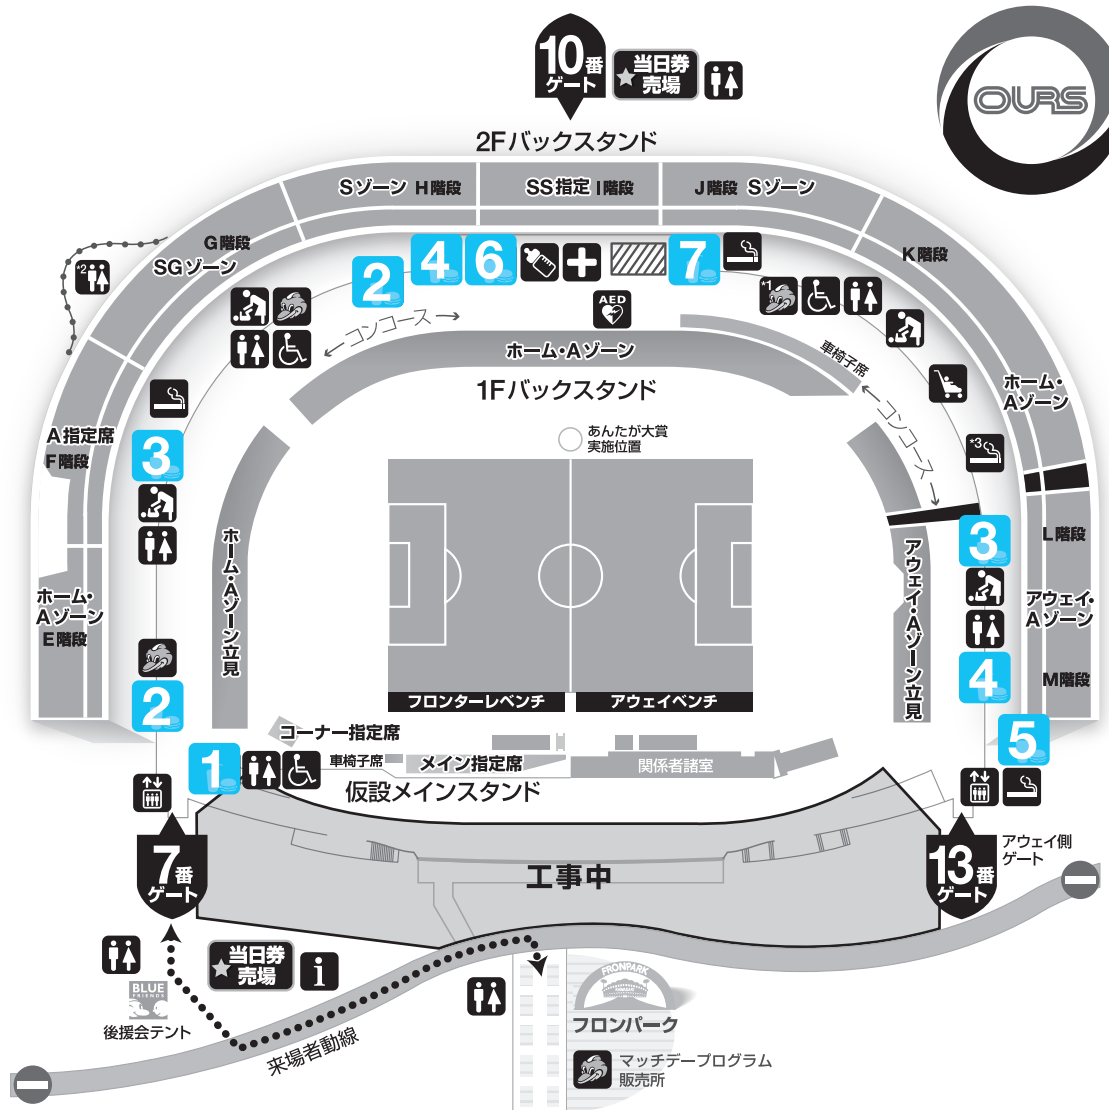 10番
ゲート
当日券
売場
OURS
2Fバックスタンド
Sゾーン H階段
SS指定 I階段
J階段 Sゾーン
G階段
SGゾーン
K階段
*2
4
6
7
2
*1
AED
コンコース
ホーム・Aゾーン
車椅子席
1Fバックスタンド
ホーム・
Aゾーン
コンコース
あんたが大賞
実施位置
A指定席
F階段
3
*3
L階段
3
ホーム・Aゾーン立見
アウェイ・Aゾーン立見
ホーム・
Aゾーン
E階段
アウェイ・
Aゾーン
M階段
4
2
フロンターレベンチ
アウェイベンチ
5
コーナー指定席
1
車椅子席
メイン指定席
関係者諸室
仮設メインスタンド
7番
ゲート
工事中
13番
ゲート
アウェイ側
ゲート
当日券
売場
i
BLUE
FRIENDS
後援会テント
来場者動線
FRONPARK
フロンパーク
マッチデープログラム
販売所